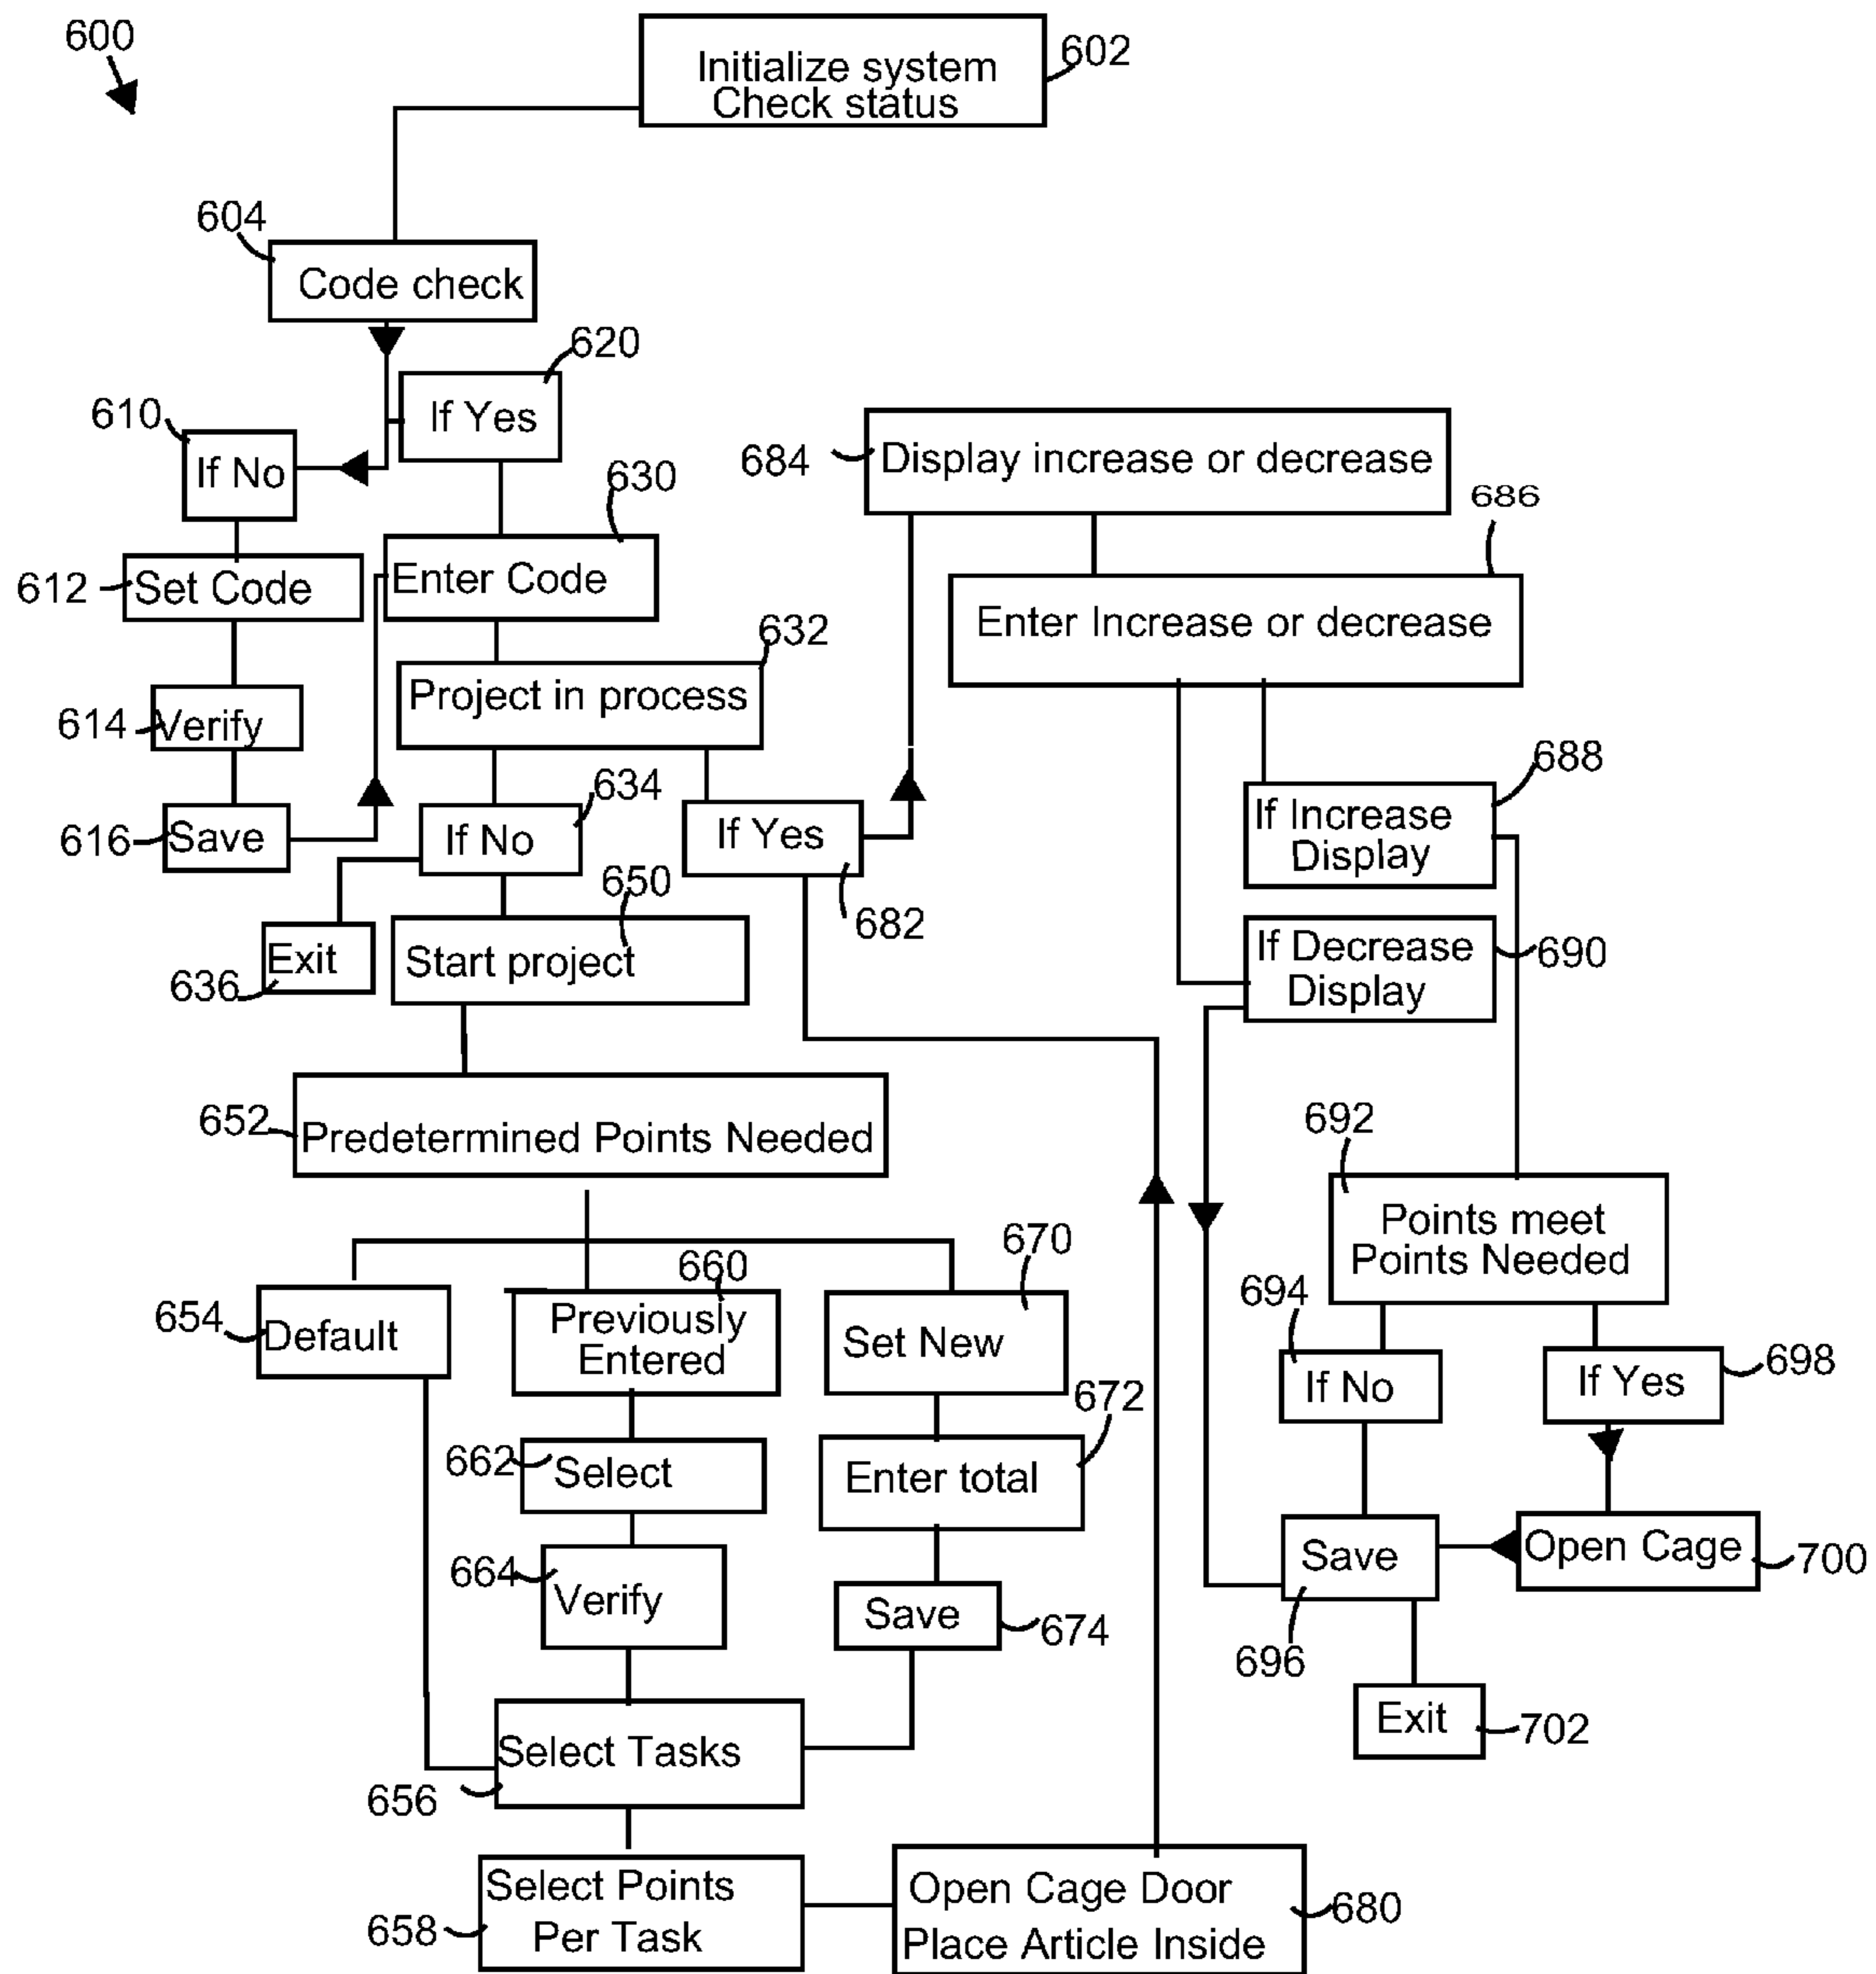 600
Initialize system
Check status
602
604
Code check
620
If Yes
610
If No
630
684
Display increase or decrease
686
612
Set Code
Enter Code
632
Enter Increase or decrease
Project in process
614
Verify
634
688
616
Save
If No
If Yes
If Increase
Display
650
682
636
Exit
Start project
If Decrease
Display
690
652
Predetermined Points Needed
692
Points meet
Points Needed
660
670
654
Default
Previously
Entered
Set New
694
If No
If Yes
698
672
662
Select
Enter total
664
Verify
Save
674
Save
Open Cage
700
696
656
Select Tasks
Exit
702
658
Select Points
Per Task
Open Cage Door
Place Article Inside
680